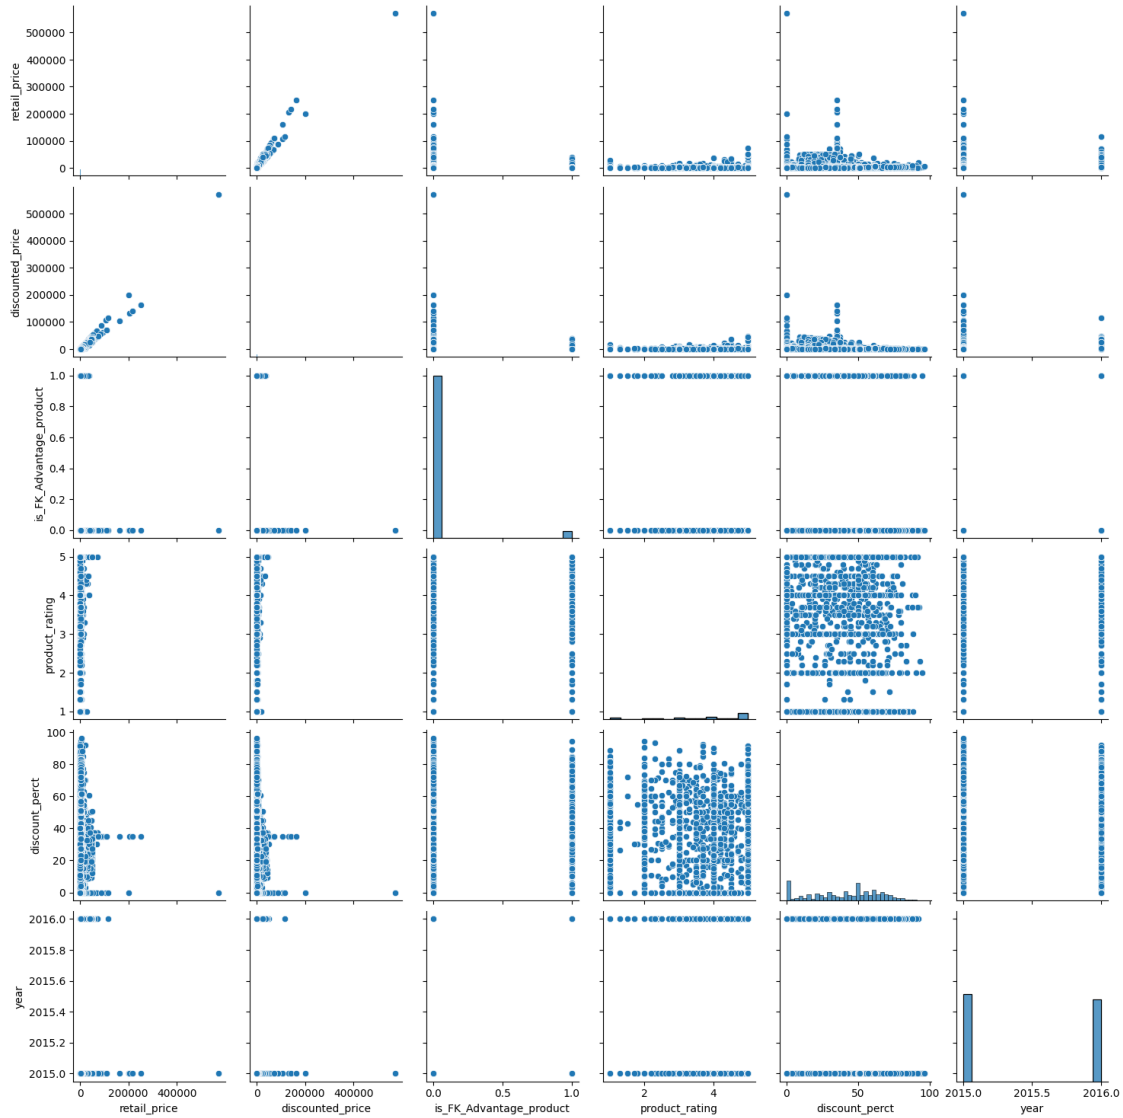 500000
400000
300000
200000
100000
0
retail_price
500000
400000
300000
200000
100000
0
discounted_price
1.0
0.8
0.6
0.4
0.2
0.0
is_FK_Advantage_product
5
4
3
2
1
product_rating
100
80
60
40
20
0
discount_perct
2016.0
2015.8
2015.6
2015.4
2015.2
2015.0
year
0 200000 400000
retail_price
0 200000 400000
discounted_price
0.0 0.5 1.0
is_FK_Advantage_product
2 4
product_rating
0 50 100
discount_perct
2015.0 2015.5 2016.0
year